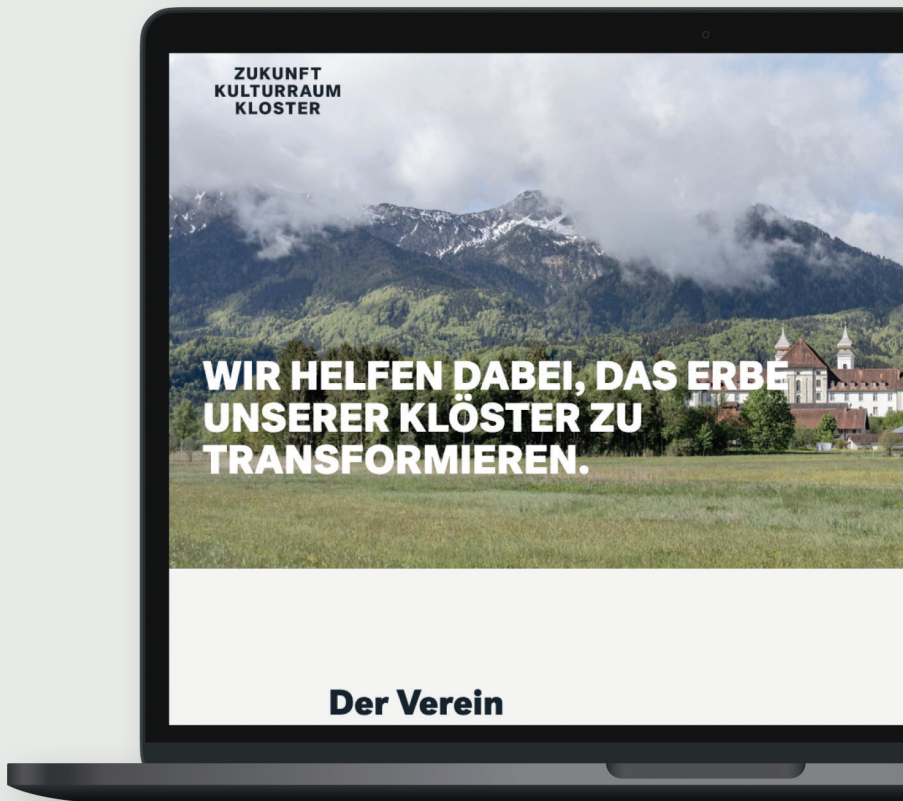 ZUKUNFT
KULTURRAUM
KLOSTER
WIR HELFEN DABEI, DAS ERBE
UNSERER KLÖSTER ZU
TRANSFORMIEREN.
Der Verein